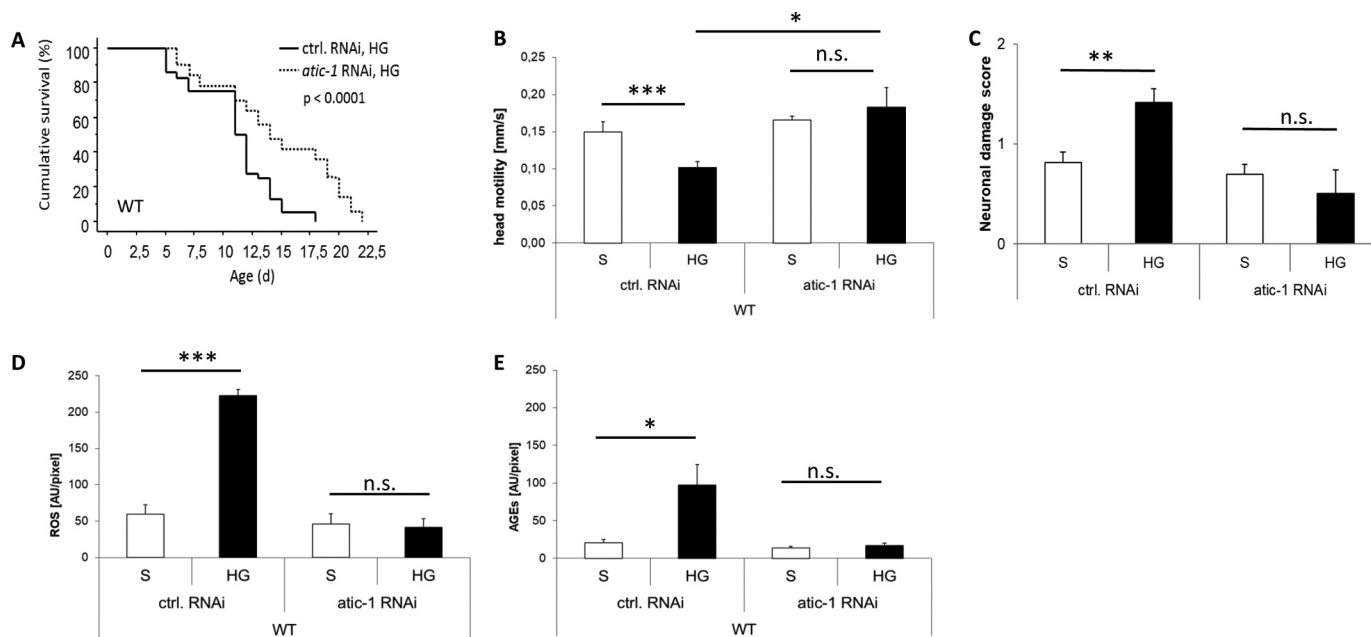 A
Cumulative survival (%)
100
80
60
40
20
0
ctrl. RNAi, HG
atic-1 RNAi, HG
p < 0.0001
WT
0 2,5 5 7,5 10 12,5 15 17,5 20 22,5
Age (d)
B
head motility [mm/s]
0,25
0,20
0,15
0,10
0,05
0,00
*
***
n.s.
S HG S HG
ctrl. RNAi atic-1 RNAi
WT
C
Neuronal damage score
2
1
0
**
n.s.
S HG S HG
ctrl. RNAi atic-1 RNAi
D
ROS [AU/pixel]
250
200
150
100
50
0
***
n.s.
S HG S HG
ctrl. RNAi atic-1 RNAi
WT
E
AGEs [AU/pixel]
250
200
150
100
50
0
*
n.s.
S HG S HG
ctrl. RNAi atic-1 RNAi
WT